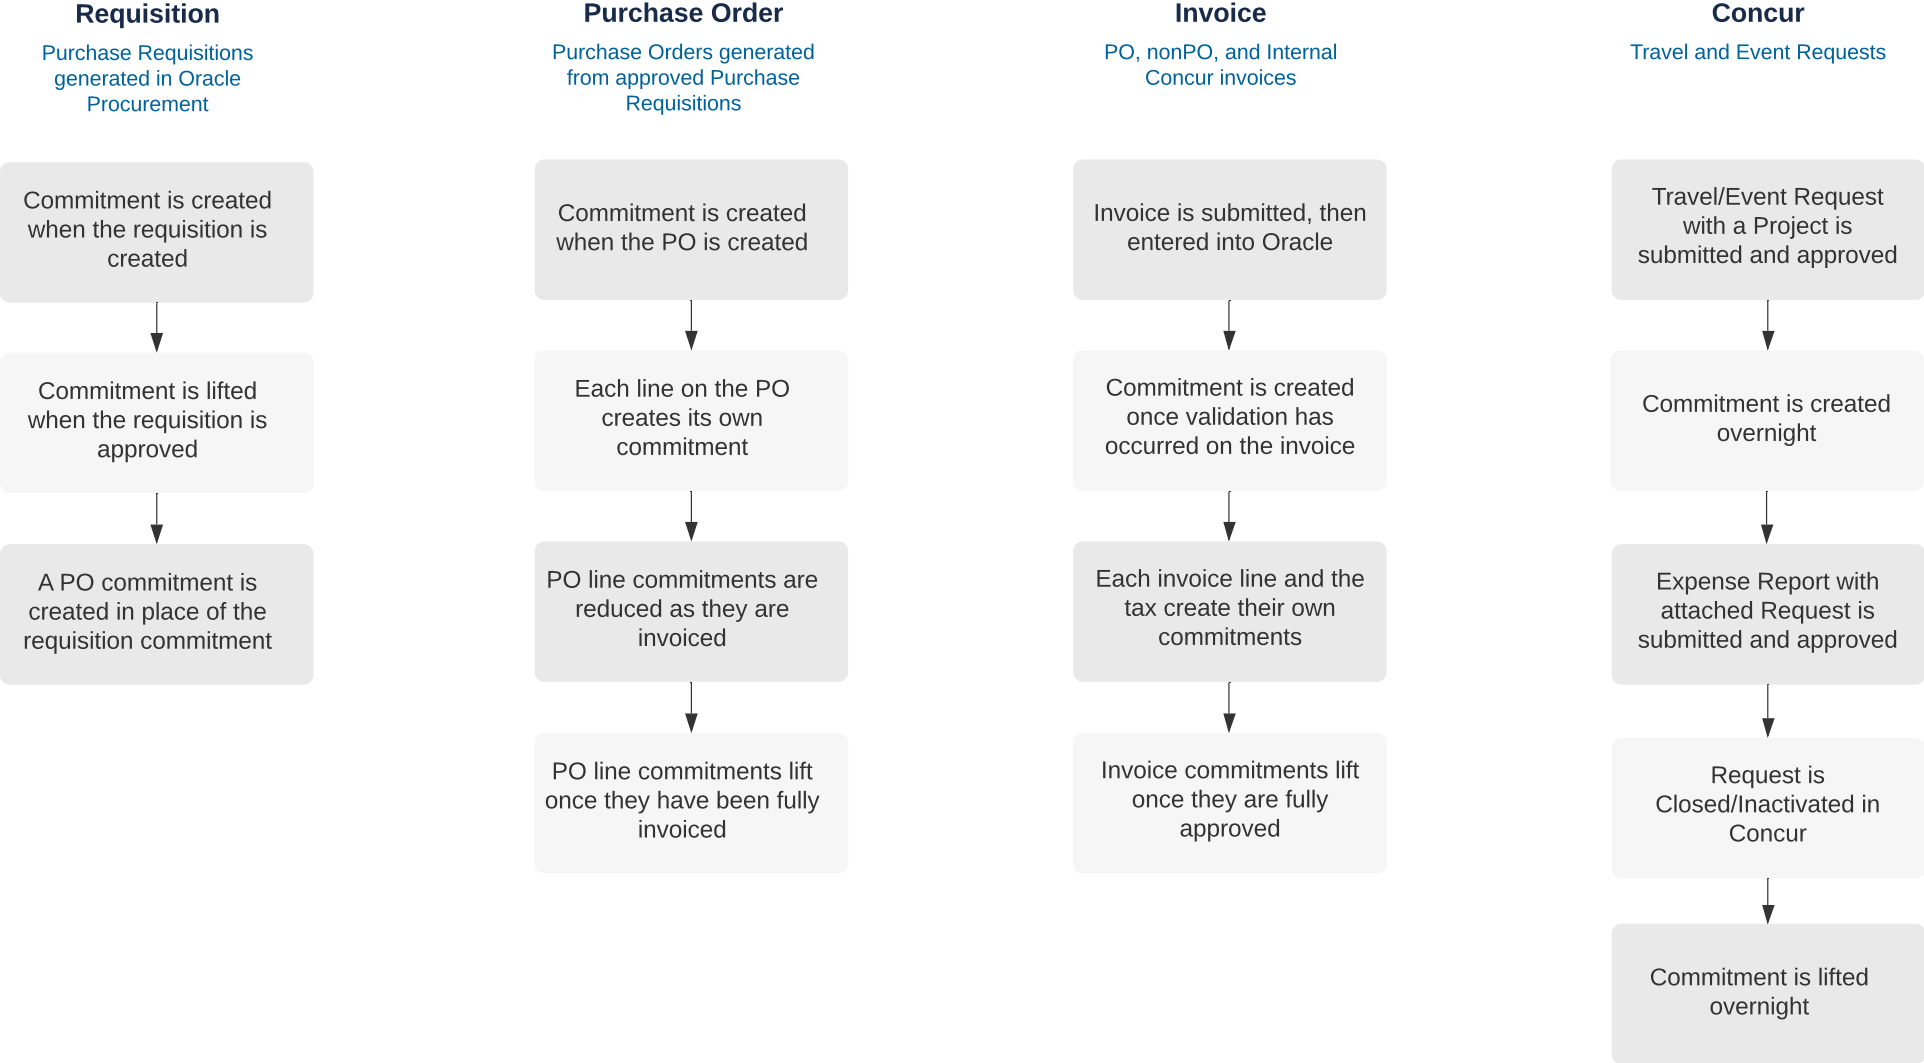 Requisition
Purchase Requisitions
generated in Oracle
Procurement
Commitment is created
when the requisition is
created
Commitment is lifted
when the requisition is
approved
A PO commitment is
created in place of the
requisition commitment
Purchase Order
Purchase Orders generated
from approved Purchase
Requisitions
Commitment is created
when the PO is created
Each line on the PO
creates its own
commitment
PO line commitments are
reduced as they are
invoiced
PO line commitments lift
once they have been fully
invoiced
Invoice
PO, nonPO, and Internal
Concur invoices
Invoice is submitted, then
entered into Oracle
Commitment is created
once validation has
occurred on the invoice
Each invoice line and the
tax create their own
commitments
Invoice commitments lift
once they are fully
approved
Concur
Travel and Event Requests
Travel/Event Request
with a Project is
submitted and approved
Commitment is created
overnight
Expense Report with
attached Request is
submitted and approved
Request is
Closed/Inactivated in
Concur
Commitment is lifted
overnight